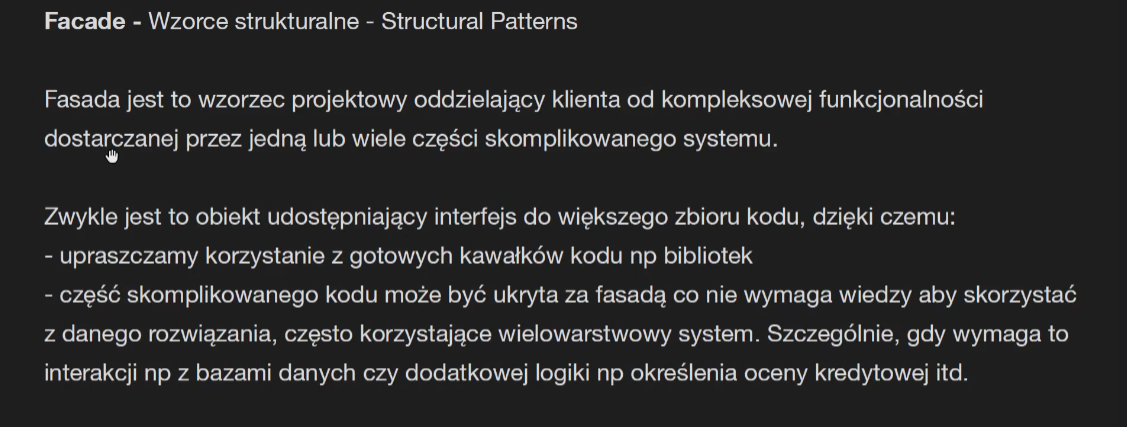 Facade - Wzorce strukturalne - Structural Patterns
Fasada jest to wzorzec projektowy oddzielający klienta od kompleksowej funkcjonalności
dostarczanej przez jedną lub wiele części skomplikowanego systemu.
Zwykle jest to obiekt udostępniający interfejs do większego zbioru kodu, dzięki czemu:
- upraszczamy korzystanie z gotowych kawałków kodu np bibliotek
- część skomplikowanego kodu może być ukryta za fasadą co nie wymaga wiedzy aby skorzystać
z danego rozwiązania, często korzystające wielowarstwowy system. Szczególnie, gdy wymaga to
interakcji np z bazami danych czy dodatkowej logiki np określenia oceny kredytowej itd.